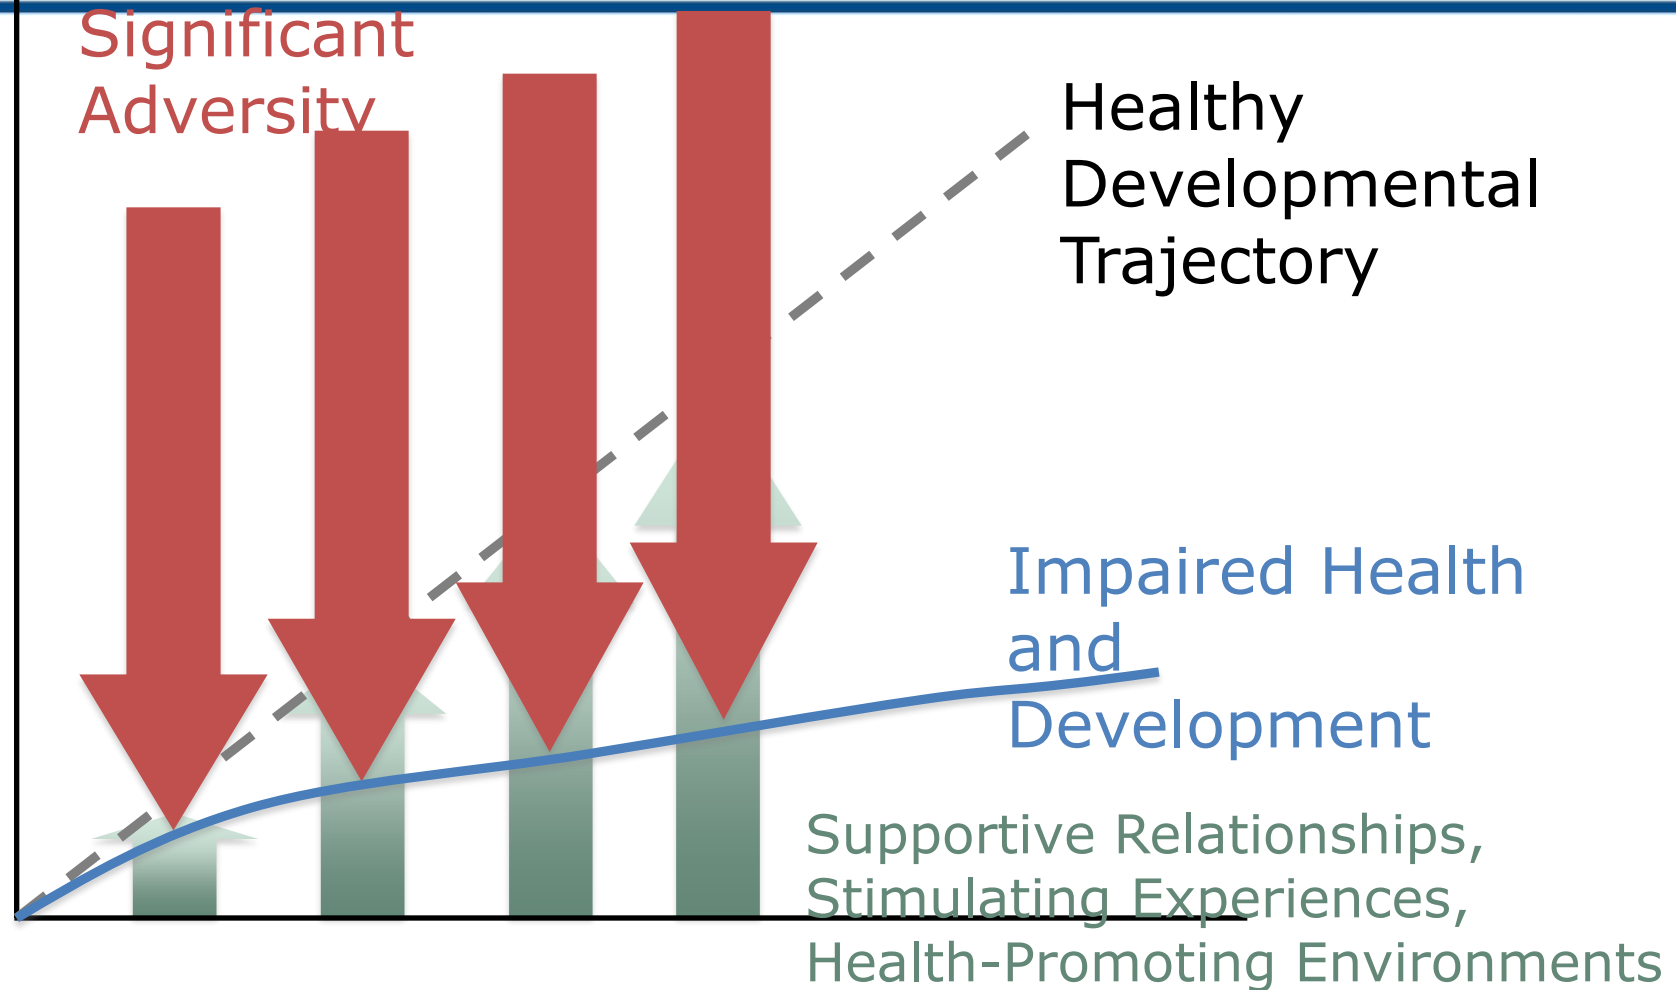 Significant
Adversity
Healthy
Developmental
Trajectory
Impaired Health
and
Development
Supportive Relationships,
Stimulating Experiences,
Health-Promoting Environments